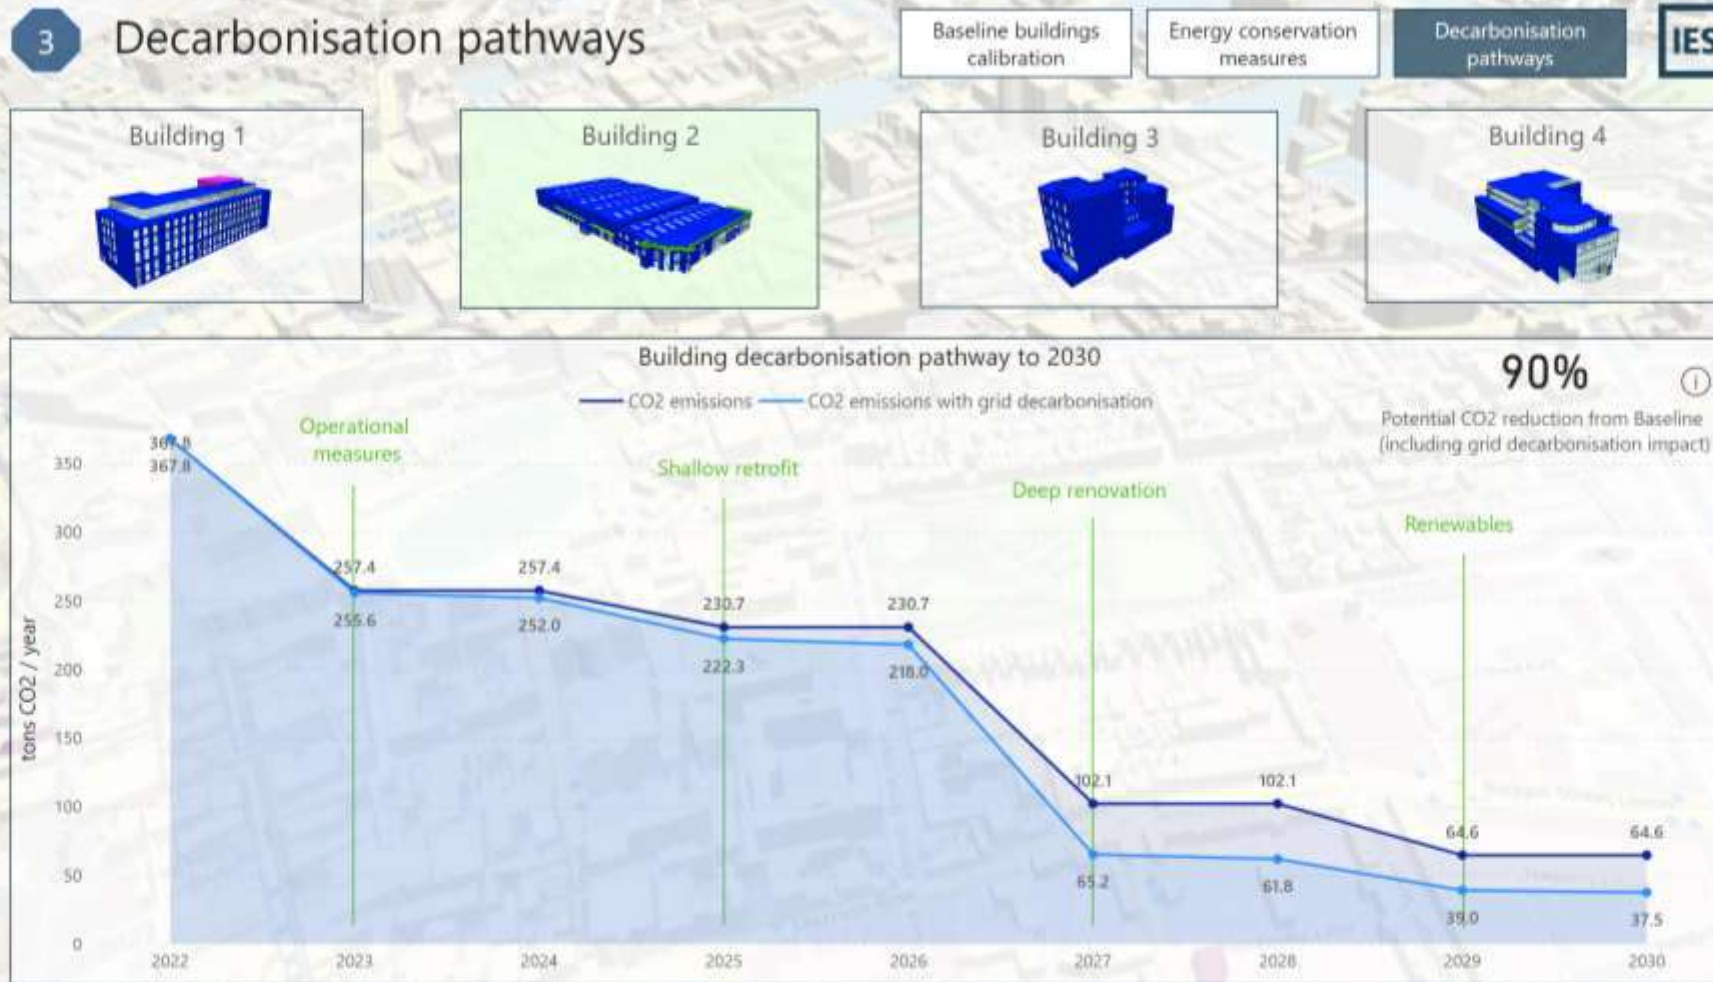 3
Decarbonisation pathways
Baseline buildings
calibration
Energy conservation
measures
Decarbonisation
pathways
IES
Building 1
Building 2
Building 3
Building 4
Building decarbonisation pathway to 2030
CO2 emissions
CO2 emissions with grid decarbonisation
90%
i
Potential CO2 reduction from Baseline
(including grid decarbonisation impact)
Operational
measures
Shallow retrofit
Deep renovation
Renewables
tons CO2 / year
350
300
250
200
150
100
50
0
367.8
367.8
257.4
257.4
230.7
230.7
102.1
102.1
64.6
64.6
255.6
252.0
222.3
218.0
65.2
61.8
39.0
37.5
2022
2023
2024
2025
2026
2027
2028
2029
2030